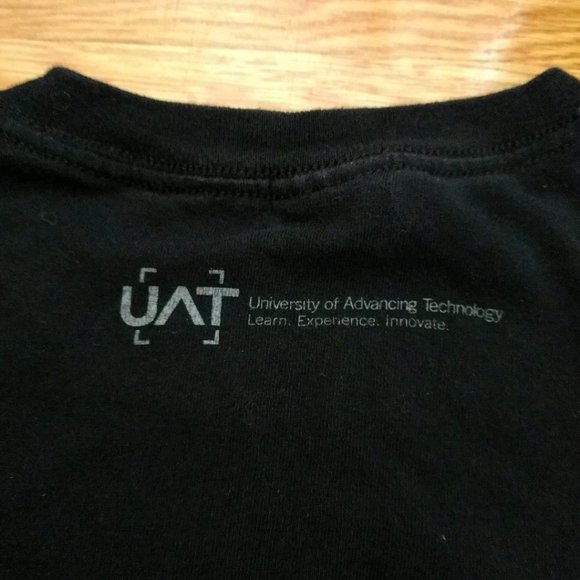 UAT
University of Advancing Technology
Learn. Experience. Innovate.